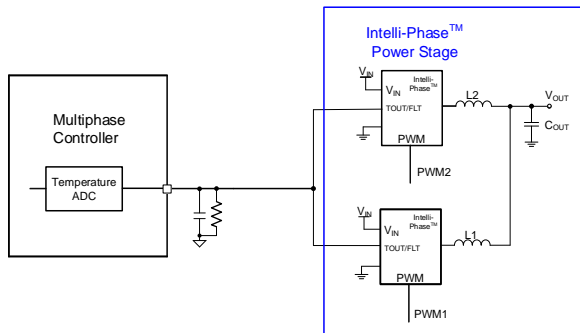 Intelli-Phase™
Power Stage
Multiphase
Controller
Temperature
ADC
VIN
Intelli-
Phase™
VIN
TOUT/FLT
PWM
PWM2
L2
VOUT
COUT
VIN
Intelli-
Phase™
VIN
TOUT/FLT
PWM
PWM1
L1